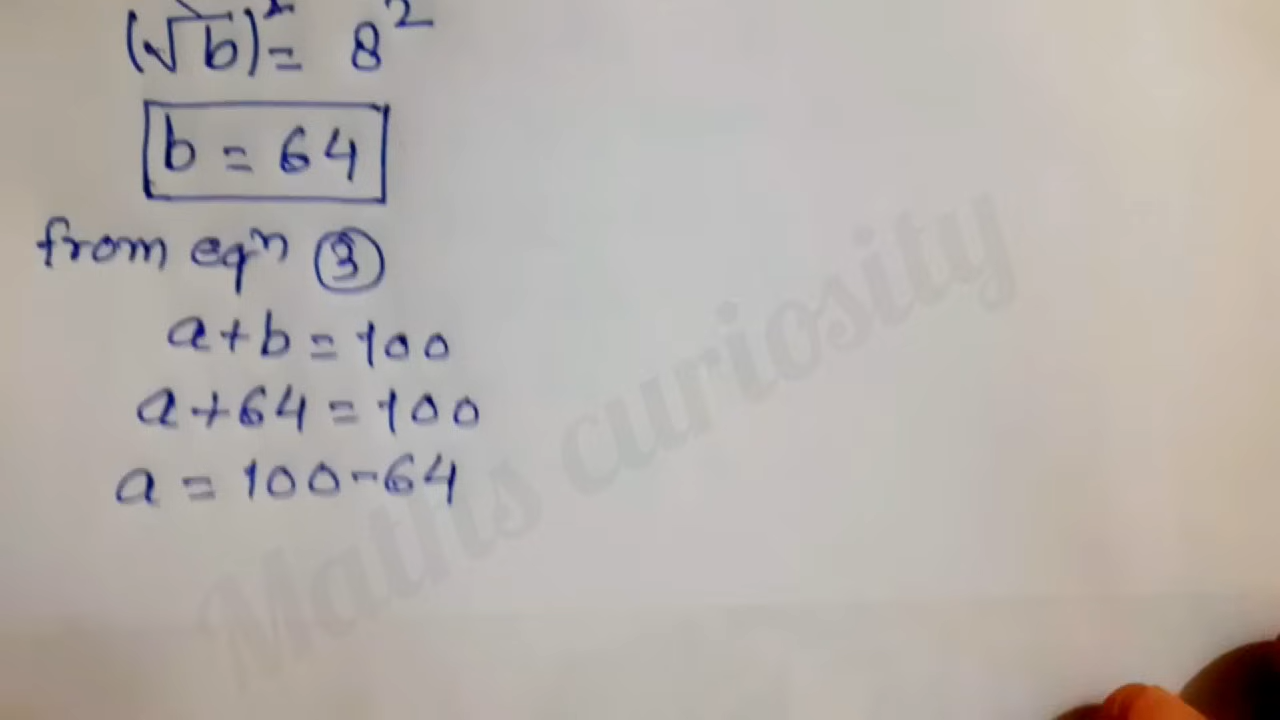 (√b)² = 8²
b = 64
from eqⁿ ③
a+b = 100
a+64 = 100
a = 100-64
Maths curiosity